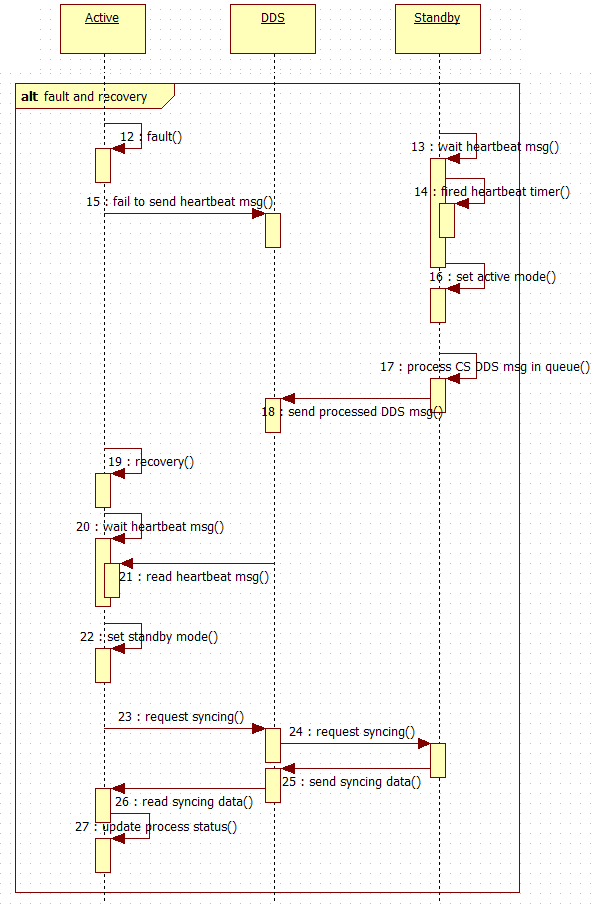 Active
DDS
Standby
alt fault and recovery
12 : fault()
13 : wait heartbeat msg()
14 : fired heartbeat timer()
15 : fail to send heartbeat msg()
16 : set active mode()
17 : process CS DDS msg in queue()
18 : send processed DDS msg()
19 : recovery()
20 : wait heartbeat msg()
21 : read heartbeat msg()
22 : set standby mode()
23 : request syncing()
24 : request syncing()
25 : send syncing data()
26 : read syncing data()
27 : update process status()